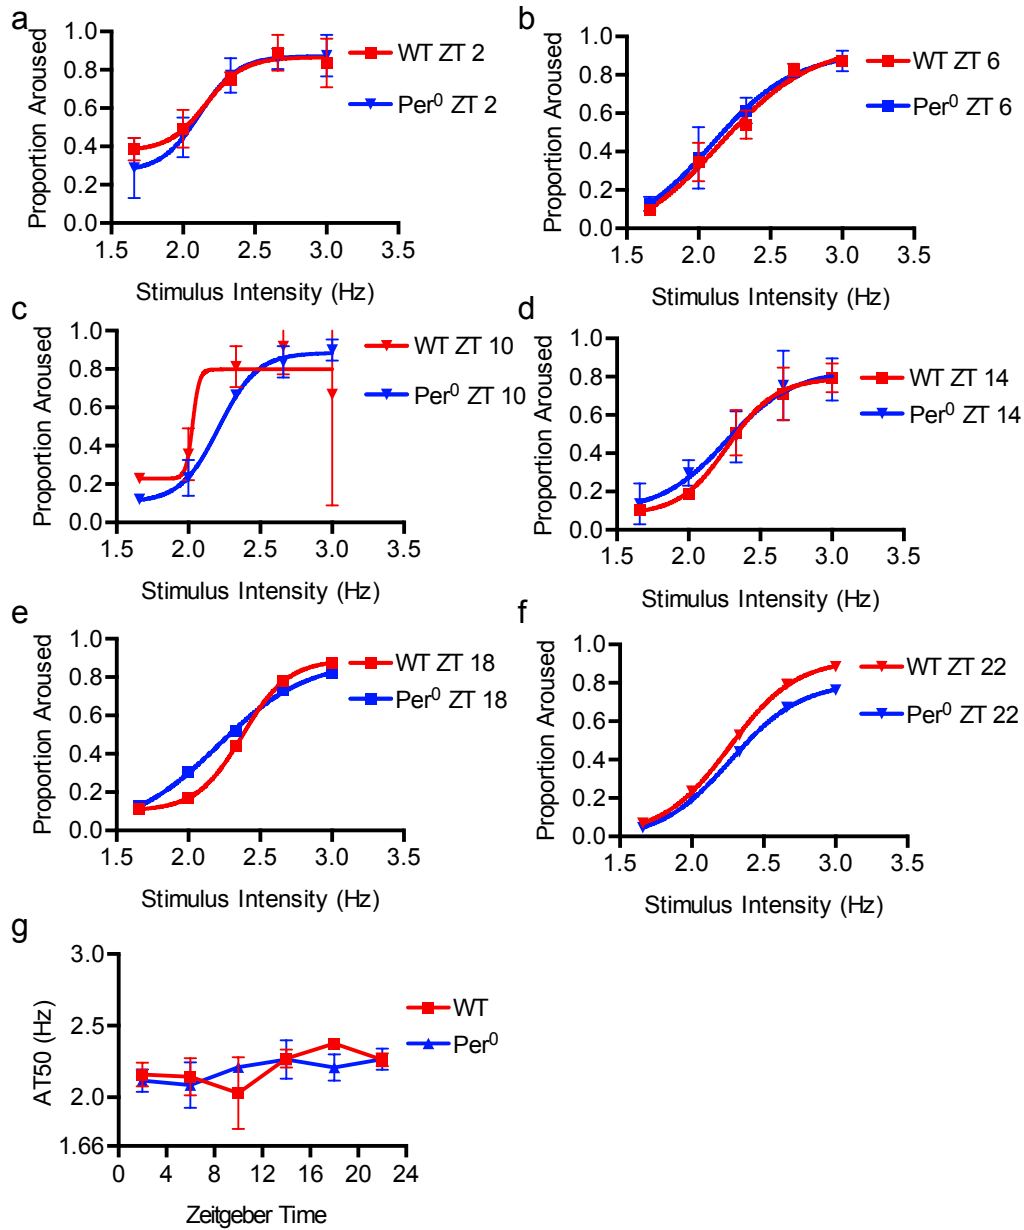 a
Proportion Aroused
1.0
0.8
0.6
0.4
0.2
0.0
1.5 2.0 2.5 3.0 3.5
Stimulus Intensity (Hz)
WT ZT 2
Per⁰ ZT 2
b
Proportion Aroused
1.0
0.8
0.6
0.4
0.2
0.0
1.5 2.0 2.5 3.0 3.5
Stimulus Intensity (Hz)
WT ZT 6
Per⁰ ZT 6
c
Proportion Aroused
1.0
0.8
0.6
0.4
0.2
0.0
1.5 2.0 2.5 3.0 3.5
Stimulus Intensity (Hz)
WT ZT 10
Per⁰ ZT 10
d
Proportion Aroused
1.0
0.8
0.6
0.4
0.2
0.0
1.5 2.0 2.5 3.0 3.5
Stimulus Intensity (Hz)
WT ZT 14
Per⁰ ZT 14
e
Proportion Aroused
1.0
0.8
0.6
0.4
0.2
0.0
1.5 2.0 2.5 3.0 3.5
Stimulus Intensity (Hz)
WT ZT 18
Per⁰ ZT 18
f
Proportion Aroused
1.0
0.8
0.6
0.4
0.2
0.0
1.5 2.0 2.5 3.0 3.5
Stimulus Intensity (Hz)
WT ZT 22
Per⁰ ZT 22
g
AT50 (Hz)
3.0
2.5
2.0
1.66
0 4 8 12 16 20 24
Zeitgeber Time
WT
Per⁰